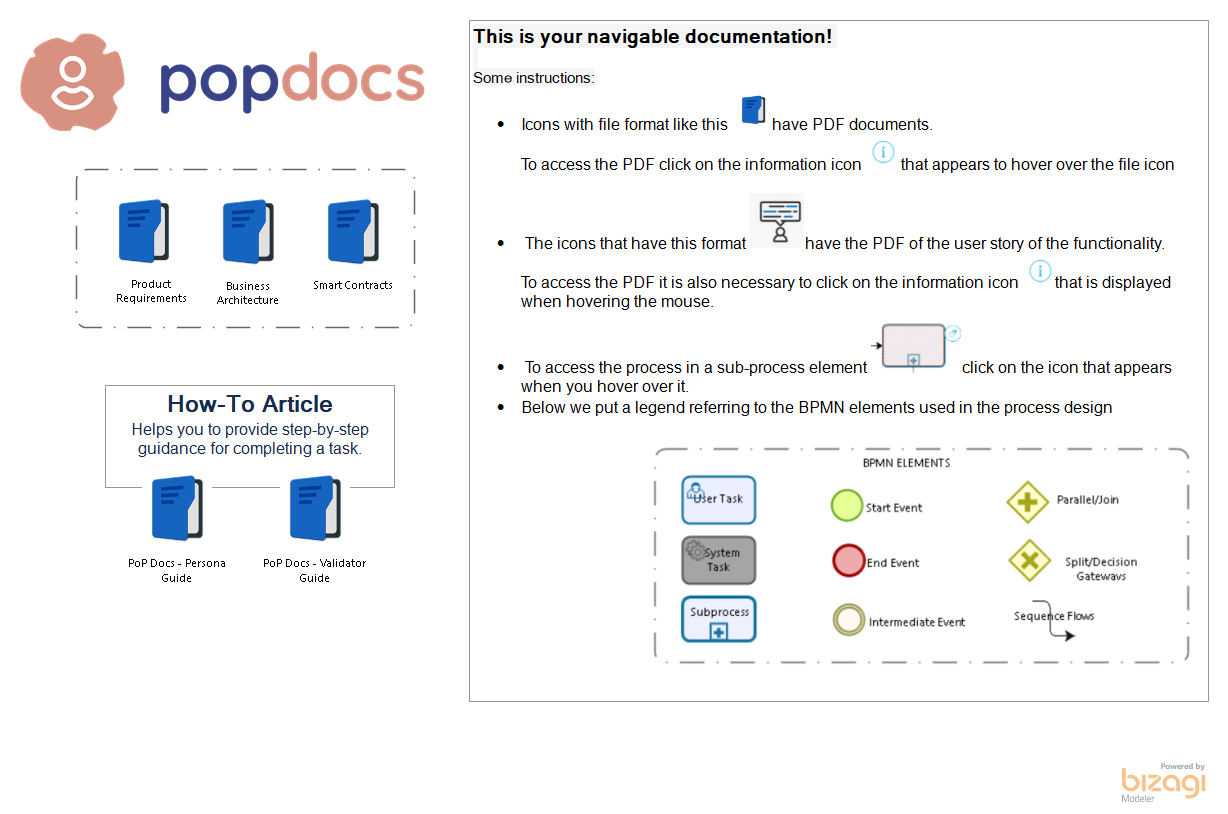 popdocs
Product
Requirements
Business
Architecture
Smart Contracts
How-To Article
Helps you to provide step-by-step
guidance for completing a task.
PoP Docs - Persona
Guide
PoP Docs - Validator
Guide
This is your navigable documentation!
Some instructions:
• Icons with file format like this have PDF documents.
To access the PDF click on the information icon that appears to hover over the file icon
• The icons that have this format have the PDF of the user story of the functionality.
To access the PDF it is also necessary to click on the information icon that is displayed
when hovering the mouse.
• To access the process in a sub-process element click on the icon that appears
when you hover over it.
• Below we put a legend referring to the BPMN elements used in the process design
BPMN ELEMENTS
User Task
Start Event
Parallel/Join
System
Task
End Event
Split/Decision
Gateways
Subprocess
Intermediate Event
Sequence Flows
Powered by
bizagi
Modeler